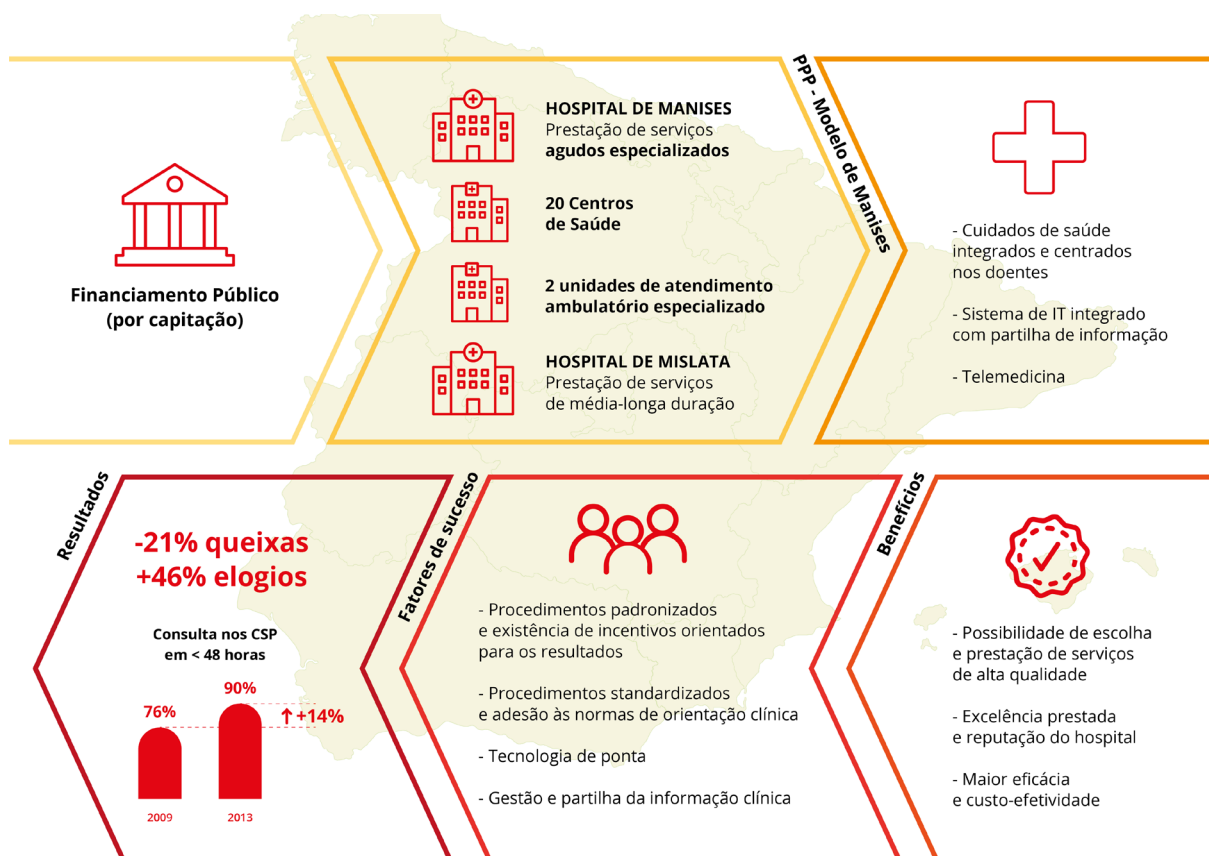 Financiamento Público
(por capitação)
HOSPITAL DE MANISES
Prestação de serviços
agudos especializados
20 Centros
de Saúde
2 unidades de atendimento
ambulatório especializado
HOSPITAL DE MISLATA
Prestação de serviços
de média-longa duração
PPP - Modelo de Manises
- Cuidados de saúde
integrados e centrados
nos doentes
- Sistema de IT integrado
com partilha de informação
- Telemedicina
Resultados
-21% queixas
+46% elogios
Consulta nos CSP
em < 48 horas
76%
90%
↑+14%
2009
2013
Fatores de sucesso
- Procedimentos padronizados
e existência de incentivos orientados
para os resultados
- Procedimentos standardizados
e adesão às normas de orientação clínica
- Tecnologia de ponta
- Gestão e partilha da informação clínica
Benefícios
- Possibilidade de escolha
e prestação de serviços
de alta qualidade
- Excelência prestada
e reputação do hospital
- Maior eficácia
e custo-efetividade